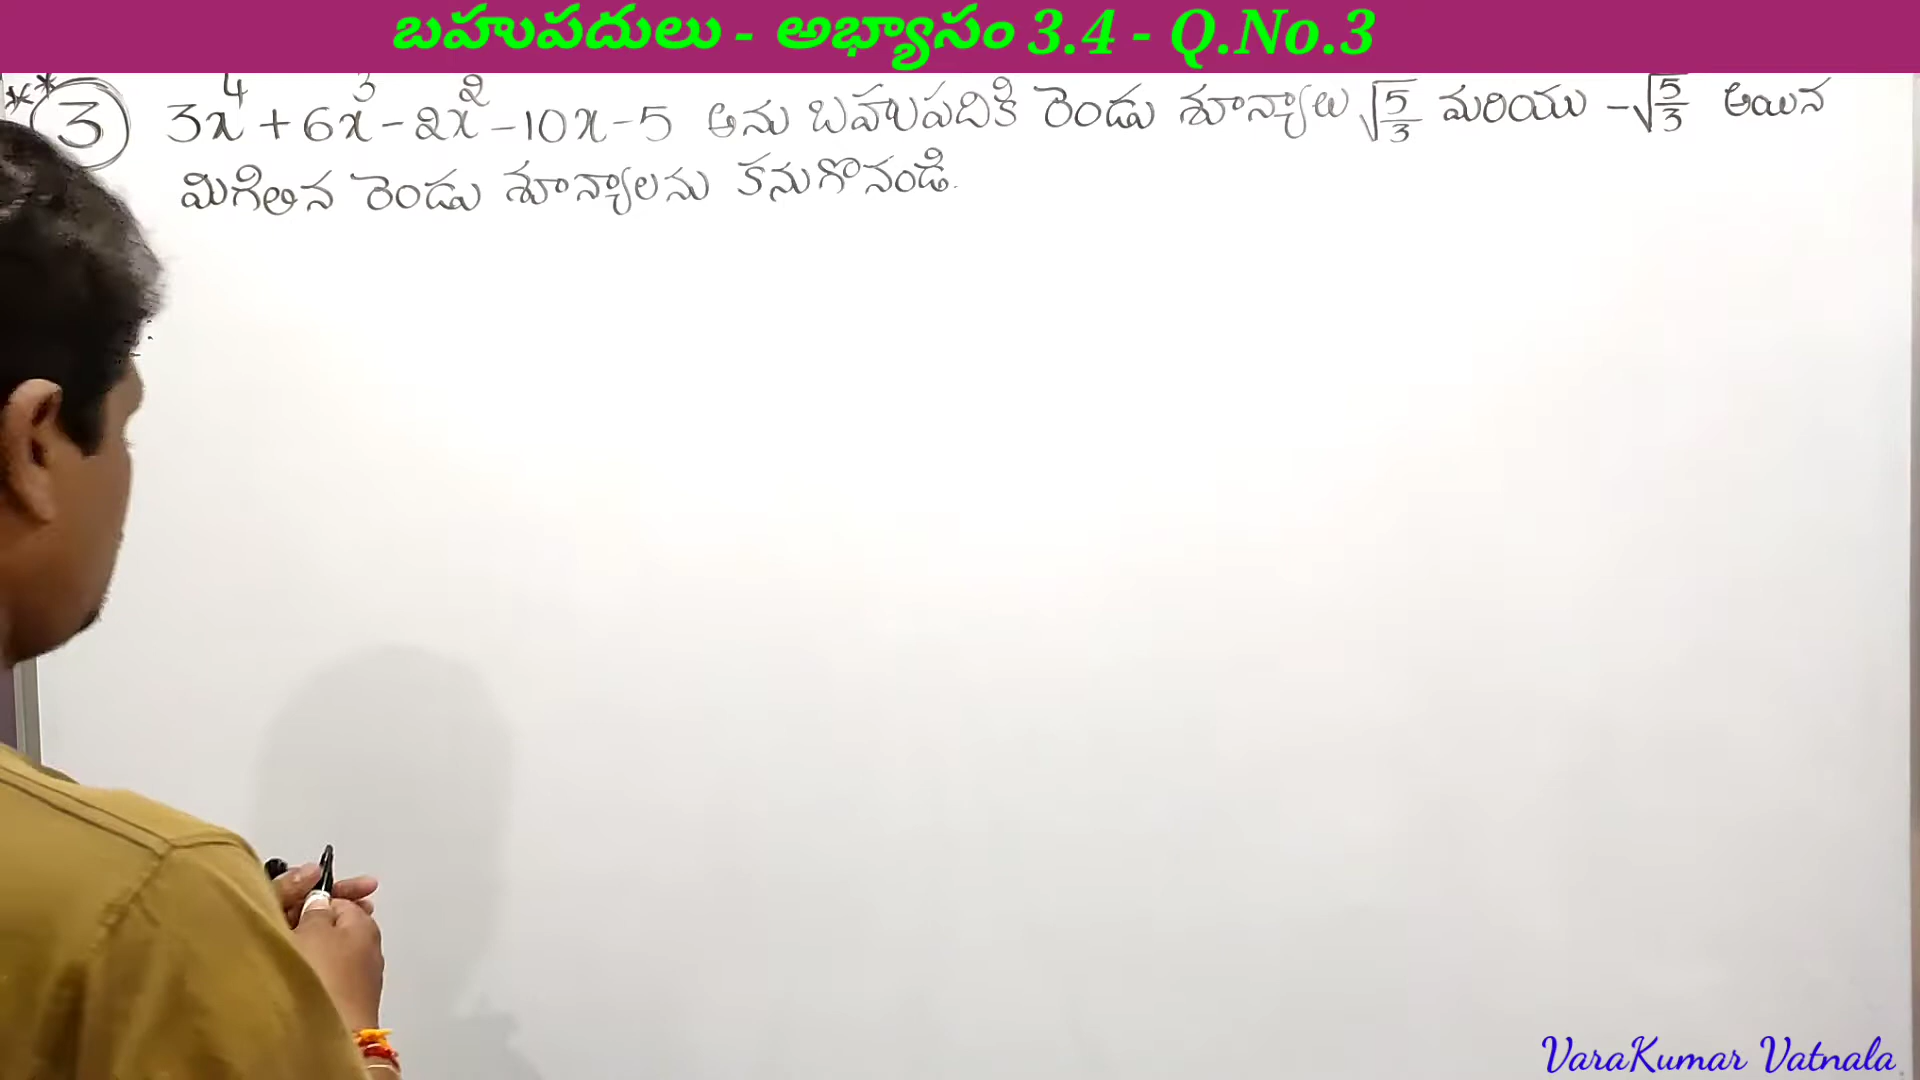 బహుపదులు - అభ్యాసం 3.4 - Q.No.3
** 3 3x⁴ + 6x³ - 2x² - 10x - 5 అను బహుపదికి రెండు శూన్యాలు √5/3 మరియు -√5/3 అయిన
మిగిలిన రెండు శూన్యాలను కనుగొనండి.
VaraKumar Vatnala